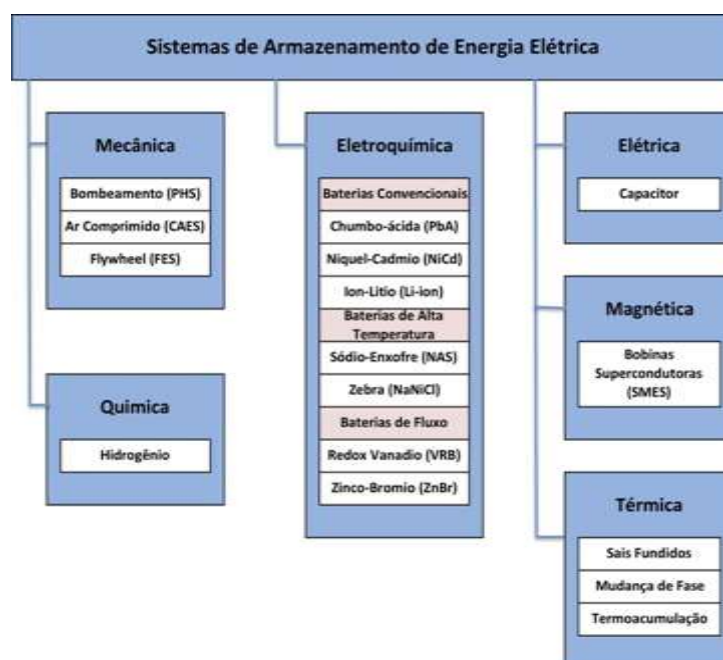 Sistemas de Armazenamento de Energia Elétrica
Mecânica
Bombeamento (PHS)
Ar Comprimido (CAES)
Flywheel (FES)
Quimica
Hidrogênio
Eletroquímica
Baterias Convencionais
Chumbo-ácida (PbA)
Niquel-Cadmio (NiCd)
Ion-Litio (Li-ion)
Baterias de Alta
Temperatura
Sódio-Enxofre (NAS)
Zebra (NaNiCl)
Baterias de Fluxo
Redox Vanadio (VRB)
Zinco-Bromio (ZnBr)
Elétrica
Capacitor
Magnética
Bobinas
Supercondutoras
(SMES)
Térmica
Sais Fundidos
Mudança de Fase
Termoacumulação